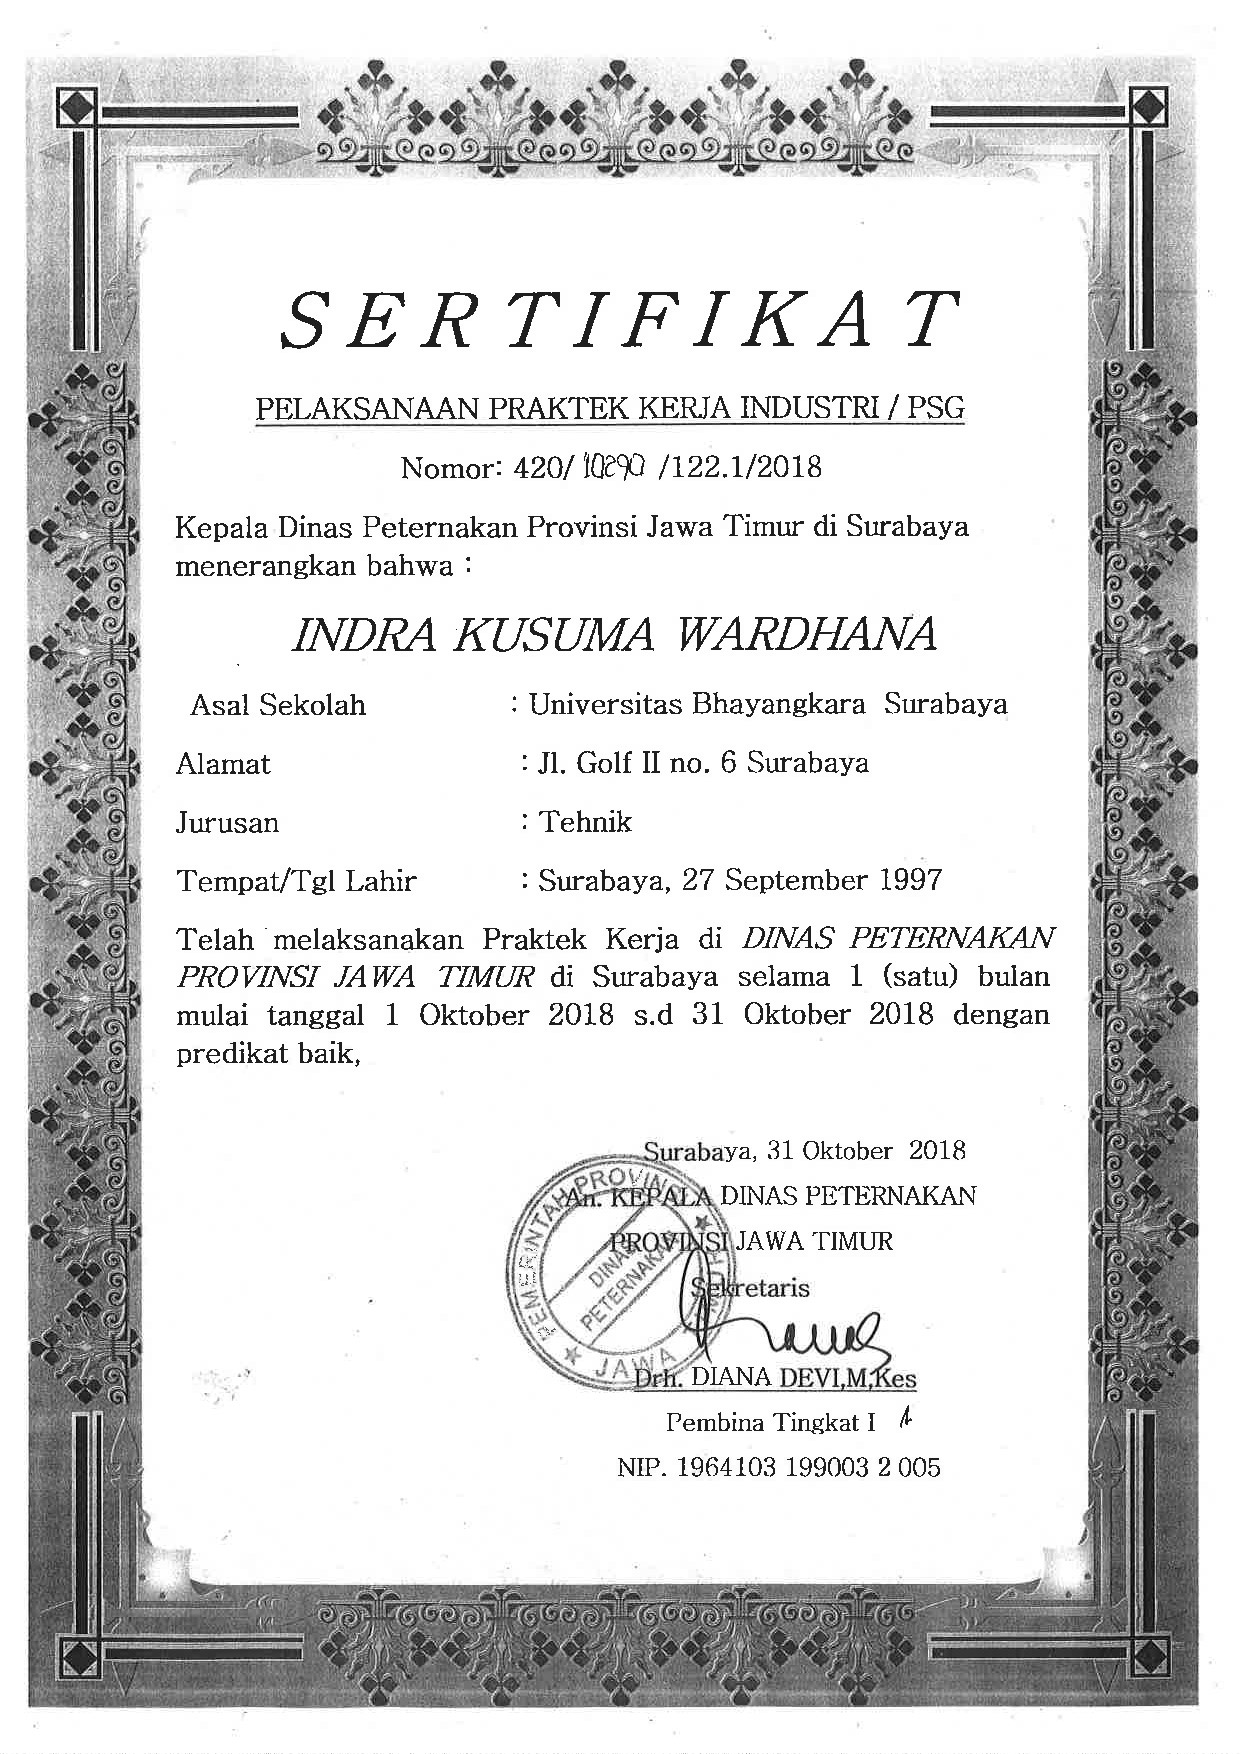 SERTIFIKAT
PELAKSANAAN PRAKTEK KERJA INDUSTRI / PSG
Nomor: 420/ 10290 /122.1/2018
Kepala Dinas Peternakan Provinsi Jawa Timur di Surabaya
menerangkan bahwa :
INDRA KUSUMA WARDHANA
Asal Sekolah : Universitas Bhayangkara Surabaya
Alamat : Jl. Golf II no. 6 Surabaya
Jurusan : Tehnik
Tempat/Tgl Lahir : Surabaya, 27 September 1997
Telah melaksanakan Praktek Kerja di DINAS PETERNAKAN
PROVINSI JAWA TIMUR di Surabaya selama 1 (satu) bulan
mulai tanggal 1 Oktober 2018 s.d 31 Oktober 2018 dengan
predikat baik,
Surabaya, 31 Oktober 2018
An. KEPALA DINAS PETERNAKAN
PROVINSI JAWA TIMUR
Sekretaris
PEMERINTAH PROVINSI
JAWA TIMUR
DINAS
PETERNAKAN
Drh. DIANA DEVI,M,Kes
Pembina Tingkat I
NIP. 1964103 199003 2 005